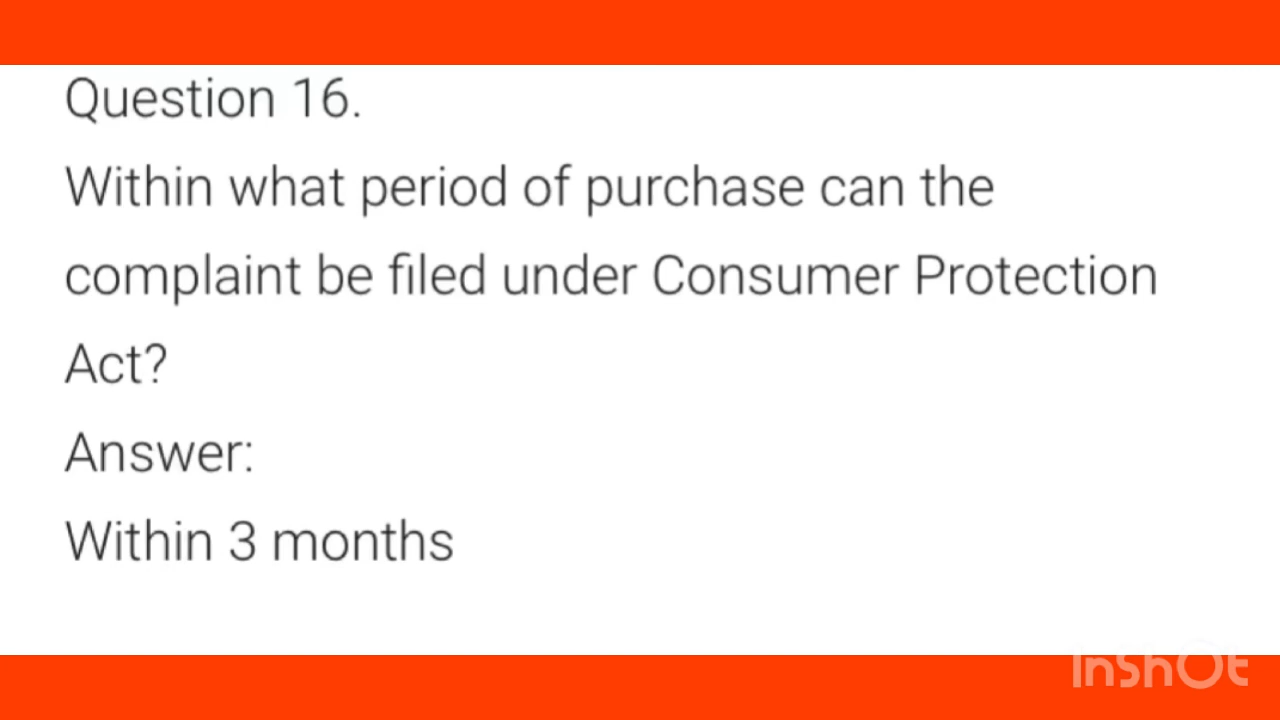 Question 16.
Within what period of purchase can the
complaint be filed under Consumer Protection
Act?
Answer:
Within 3 months
InShOt